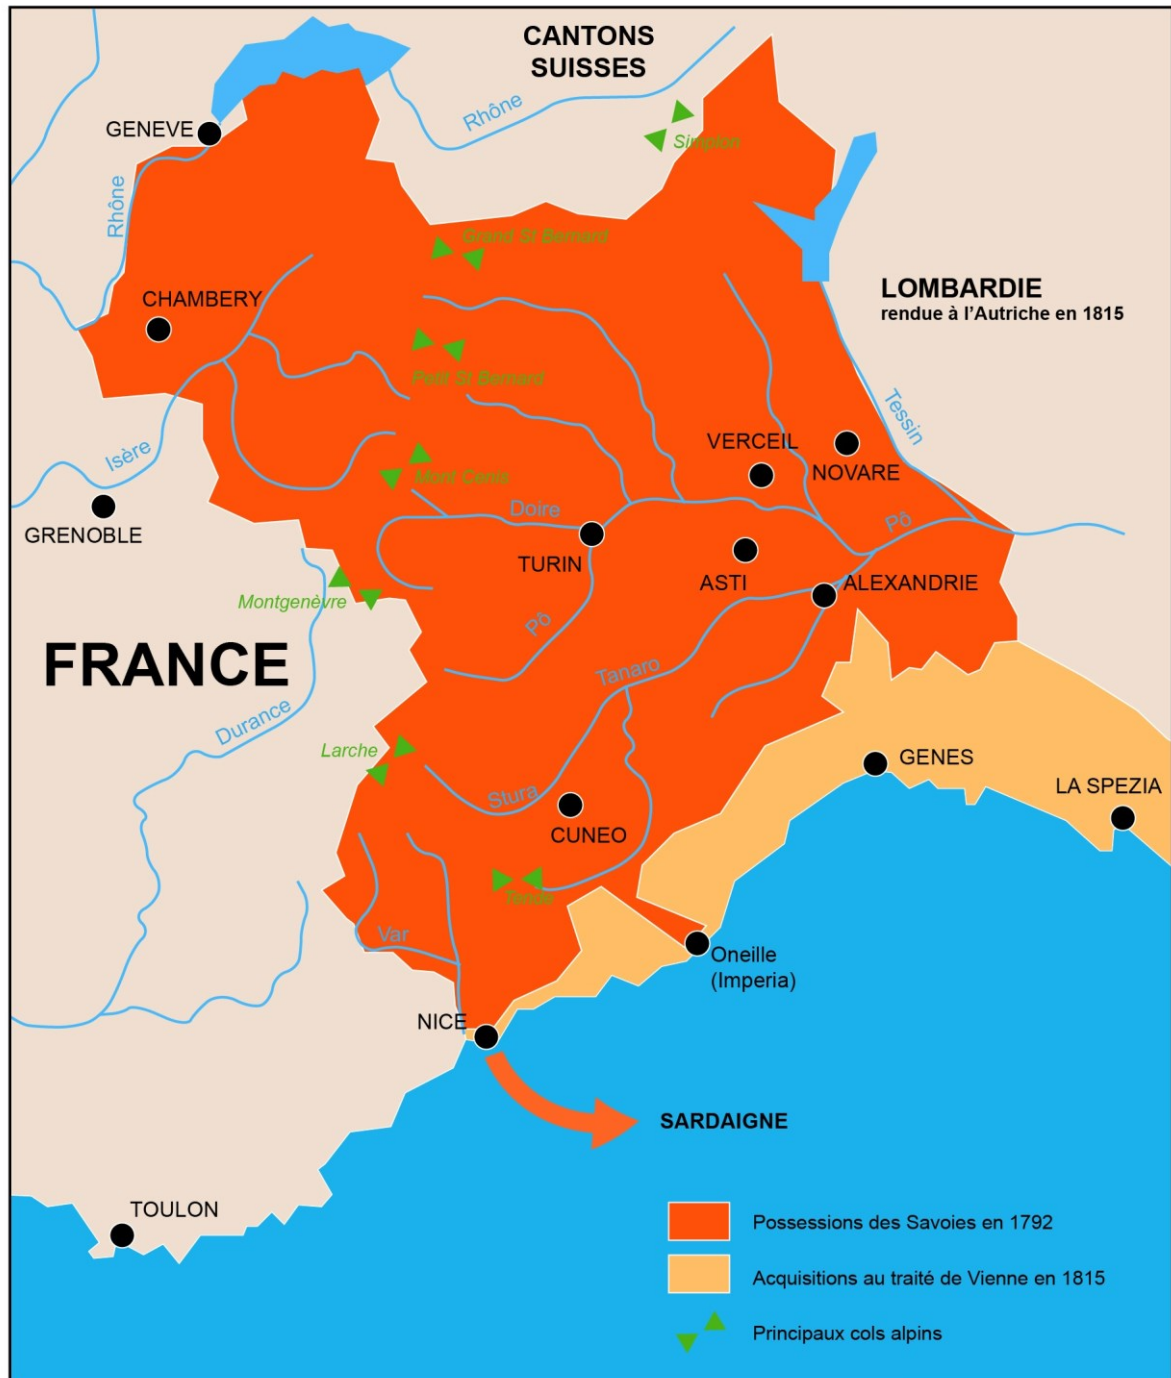 CANTONS
SUISSES
Rhône
GENEVE
Simplon
Rhône
Grand St Bernard
CHAMBERY
LOMBARDIE
rendue à l’Autriche en 1815
Petit St Bernard
Tessin
Isère
VERCEIL
NOVARE
Mont Cenis
Doire
GRENOBLE
Pô
TURIN
ASTI
ALEXANDRIE
Montgenèvre
Pô
FRANCE
Tanaro
Durance
Larche
GENES
LA SPEZIA
Stura
CUNEO
Tende
Var
Oneille
(Imperia)
NICE
SARDAIGNE
TOULON
Possessions des Savoies en 1792
Acquisitions au traité de Vienne en 1815
Principaux cols alpins